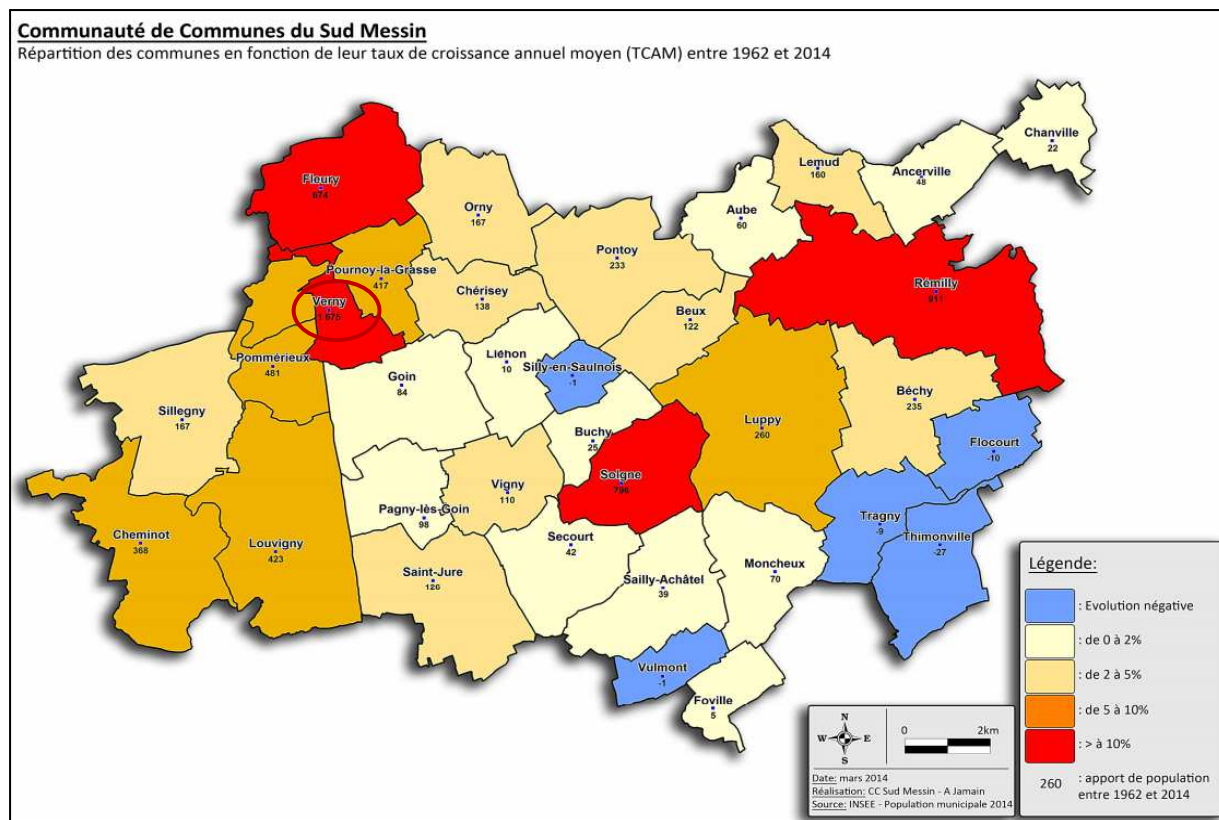 Communauté de Communes du Sud Messin
Répartition des communes en fonction de leur taux de croissance annuel moyen (TCAM) entre 1962 et 2014
Chanville
22
Lemud
160
Ancerville
48
Fleury
674
Orny
167
Aube
60
Pontoy
233
Pournoy-la-Grasse
417
Rémilly
911
Chérisey
138
Verny
1 675
Beux
122
Liéhon
10
Silly-en-Saulnois
-1
Pommérieux
481
Goin
84
Béchy
235
Sillegny
167
Luppy
260
Buchy
25
Flocourt
-10
Solgne
796
Vigny
110
Pagny-lès-Goin
98
Tragny
-9
Thimonville
-27
Cheminot
368
Louvigny
423
Secourt
42
Saint-Jure
126
Sailly-Achâtel
39
Moncheux
70
Vulmont
-1
Foville
5
Légende:
: Evolution négative
: de 0 à 2%
: de 2 à 5%
: de 5 à 10%
: > à 10%
260 : apport de population
entre 1962 et 2014
N
W E
S
0 2km
Date: mars 2014
Réalisation: CC Sud Messin - A Jamain
Source: INSEE - Population municipale 2014